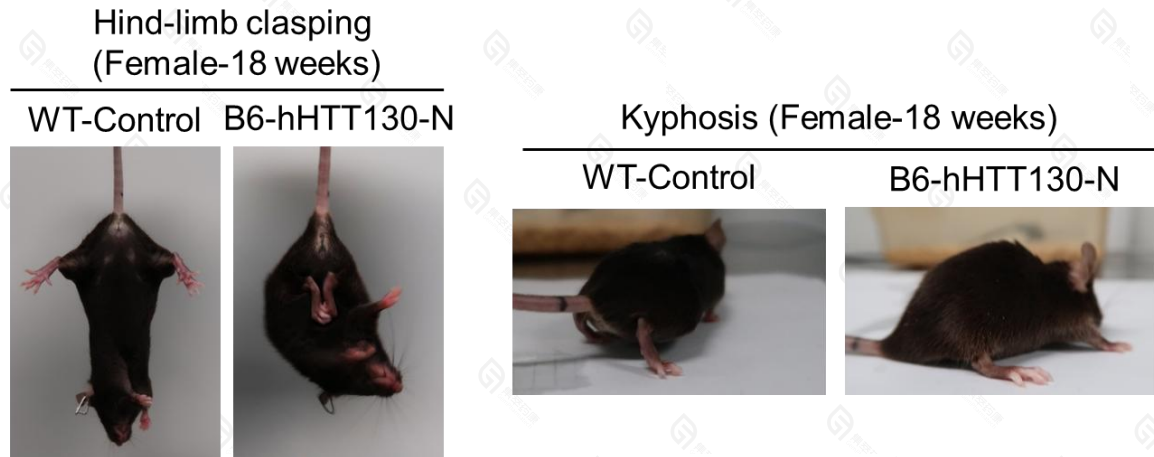 Hind-limb clasping
(Female-18 weeks)
WT-Control B6-hHTT130-N
Kyphosis (Female-18 weeks)
WT-Control B6-hHTT130-N